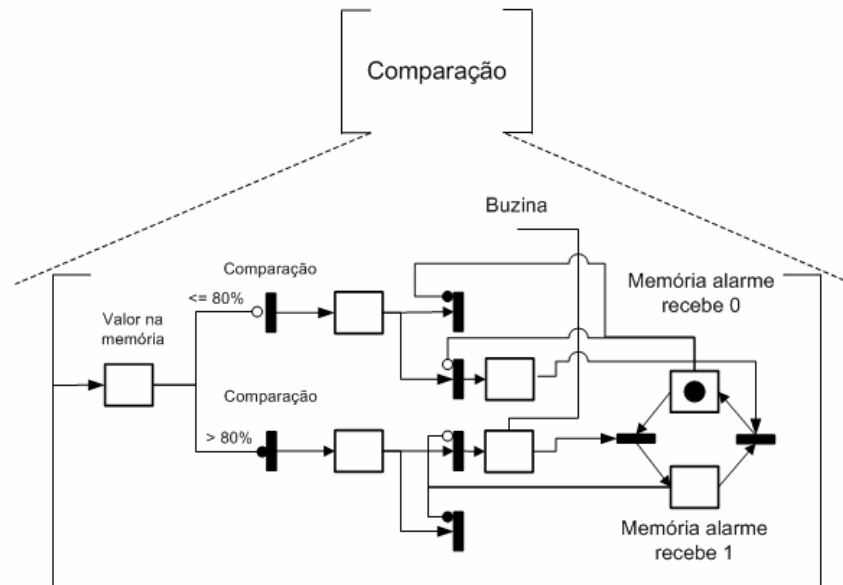 Comparação
Buzina
Comparação
<= 80%
Memória alarme
recebe 0
Valor na
memória
Comparação
> 80%
Memória alarme
recebe 1